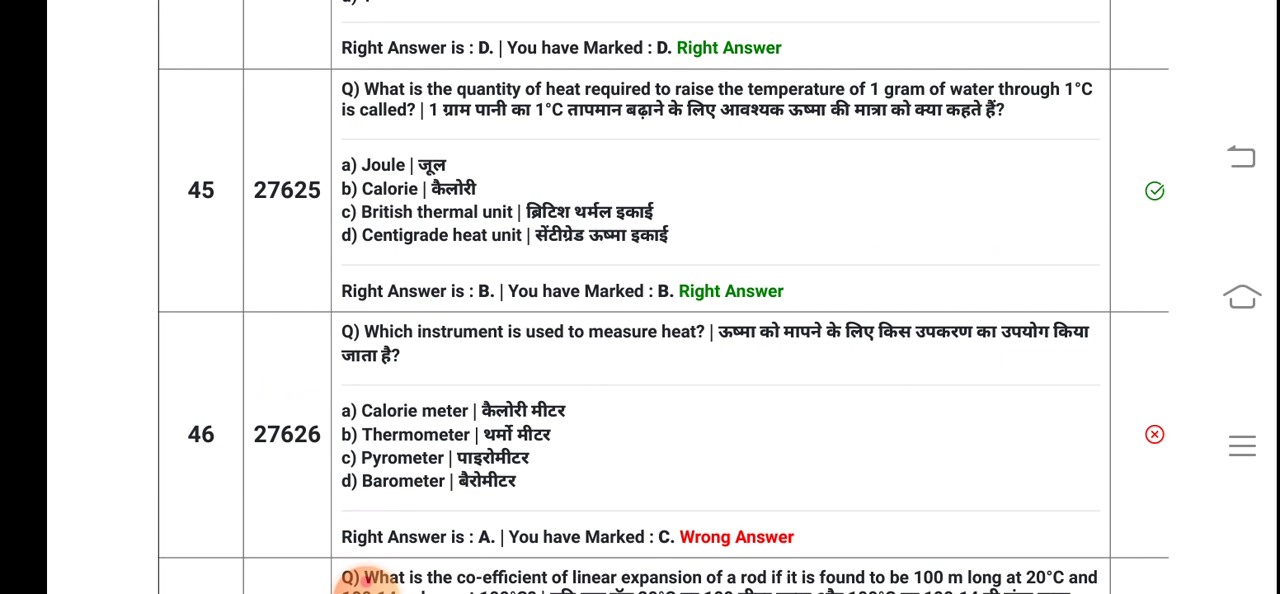 Right Answer is : D. | You have Marked : D. Right Answer
Q) What is the quantity of heat required to raise the temperature of 1 gram of water through 1°C
is called? | 1 ग्राम पानी का 1°C तापमान बढ़ाने के लिए आवश्यक ऊष्मा की मात्रा को क्या कहते हैं?
a) Joule | जूल
45
27625
b) Calorie | कैलोरी
c) British thermal unit | ब्रिटिश थर्मल इकाई
d) Centigrade heat unit | सेंटीग्रेड ऊष्मा इकाई
Right Answer is : B. | You have Marked : B. Right Answer
Q) Which instrument is used to measure heat? | ऊष्मा को मापने के लिए किस उपकरण का उपयोग किया
जाता है?
a) Calorie meter | कैलोरी मीटर
46
27626
b) Thermometer | थर्मो मीटर
c) Pyrometer | पाइरोमीटर
d) Barometer | बैरोमीटर
Right Answer is : A. | You have Marked : C. Wrong Answer
Q) What is the co-efficient of linear expansion of a rod if it is found to be 100 m long at 20°C and